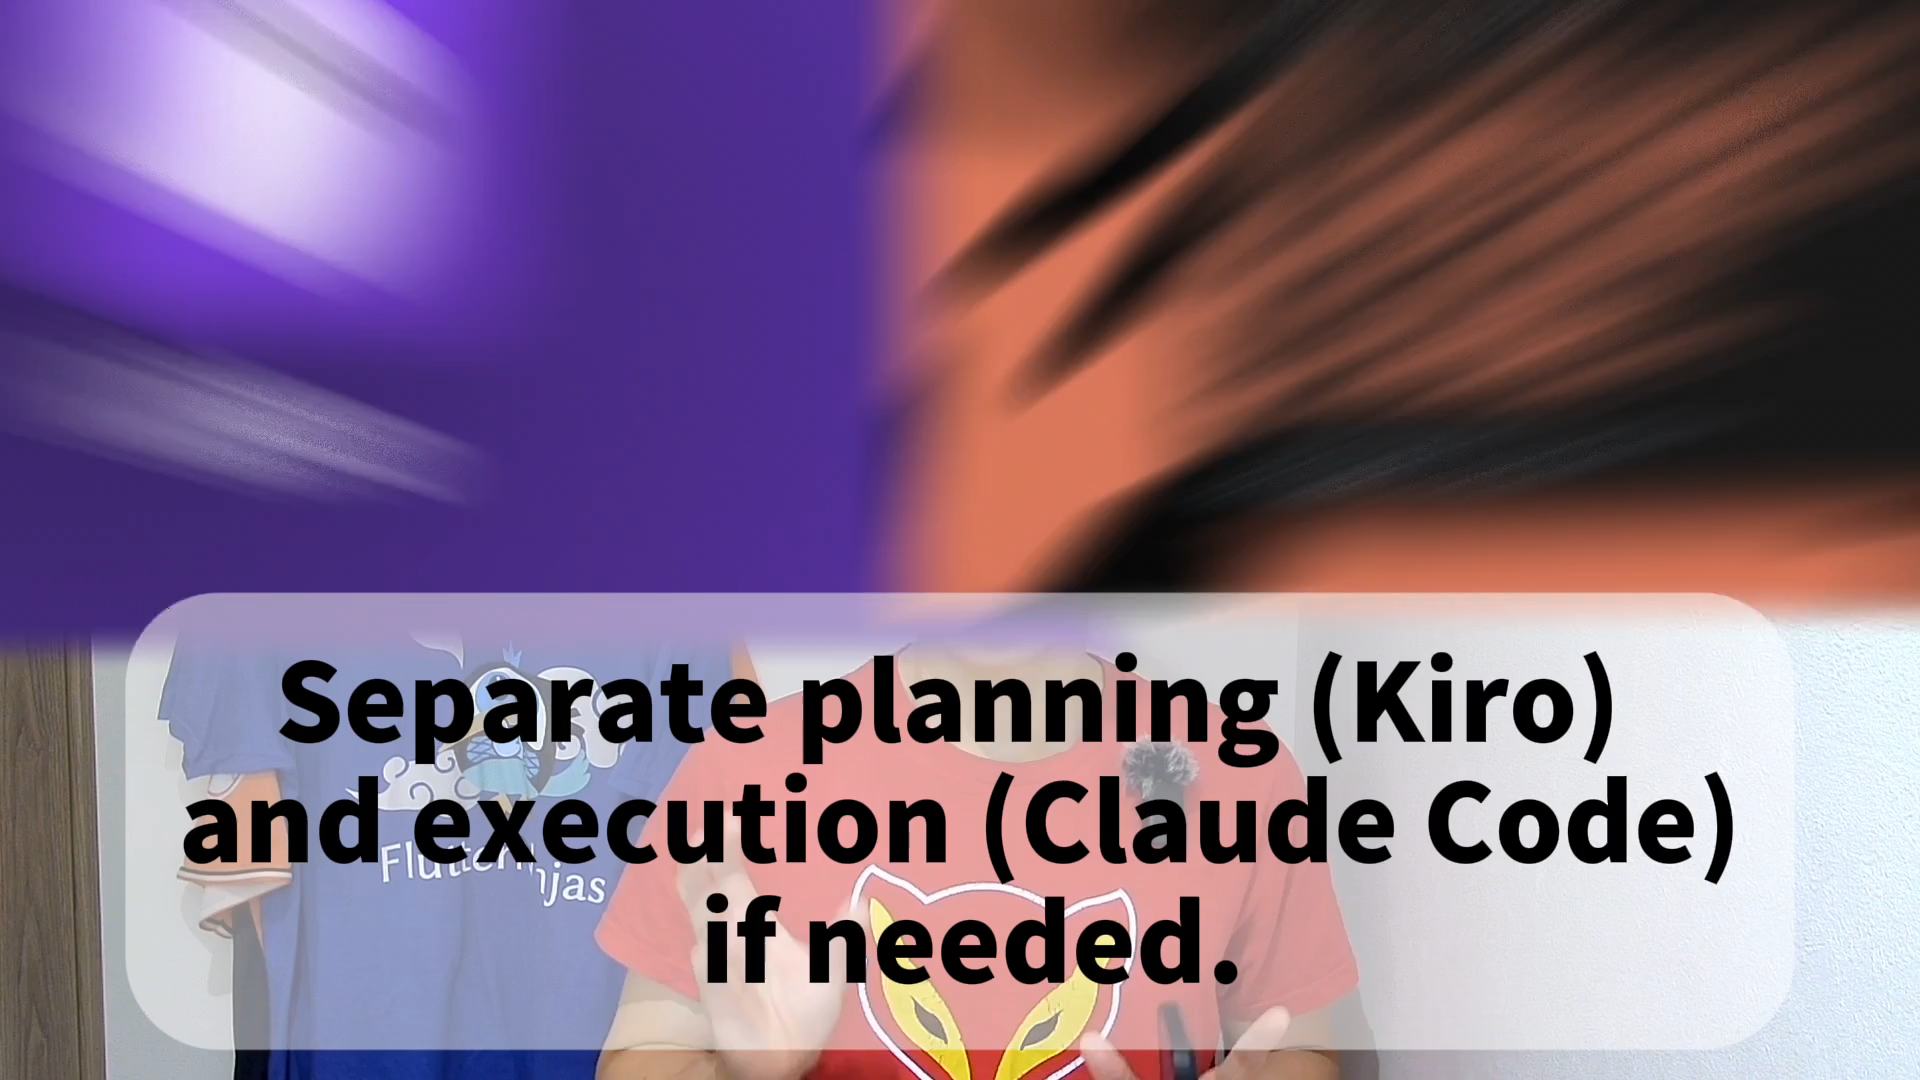 Separate planning (Kiro)
and execution (Claude Code)
if needed.